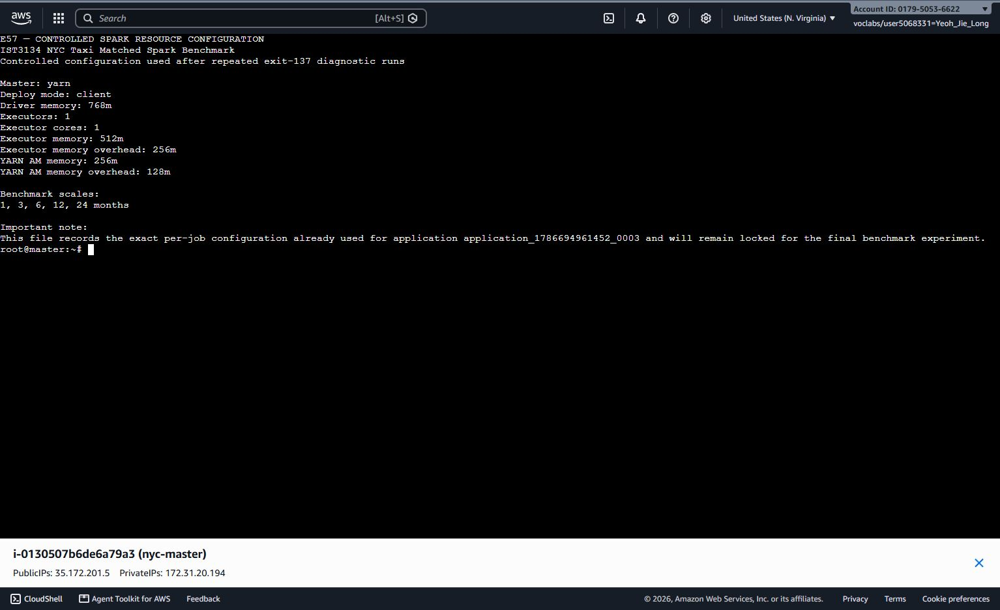 aws
Search [Alt+S]
United States (N. Virginia)
Account ID: 0179-5053-6622
voclabs/user5068331=Yeoh_Jie_Long
E57 — CONTROLLED SPARK RESOURCE CONFIGURATION
IST3134 NYC Taxi Matched Spark Benchmark
Controlled configuration used after repeated exit-137 diagnostic runs
Master: yarn
Deploy mode: client
Driver memory: 768m
Executors: 1
Executor cores: 1
Executor memory: 512m
Executor memory overhead: 256m
YARN AM memory: 256m
YARN AM memory overhead: 128m
Benchmark scales:
1, 3, 6, 12, 24 months
Important note:
This file records the exact per-job configuration already used for application application_1786694961452_0003 and will remain locked for the final benchmark experiment.
root@master:~#
i-0130507b6de6a79a3 (nyc-master)
PublicIPs: 35.172.201.5 PrivateIPs: 172.31.20.194
CloudShell Agent Toolkit for AWS Feedback © 2026, Amazon Web Services, Inc. or its affiliates. Privacy Terms Cookie preferences